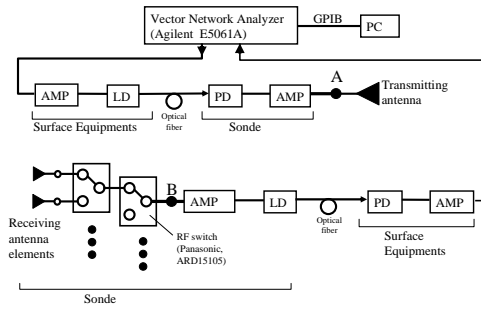 Vector Network Analyzer
(Agilent E5061A)
GPIB
PC
A
Transmitting
antenna
AMP
LD
Optical
fiber
PD
AMP
Surface Equipments
Sonde
B
AMP
LD
Optical
fiber
PD
AMP
Receiving
antenna
elements
RF switch
(Panasonic,
ARD15105)
Surface
Equipments
Sonde